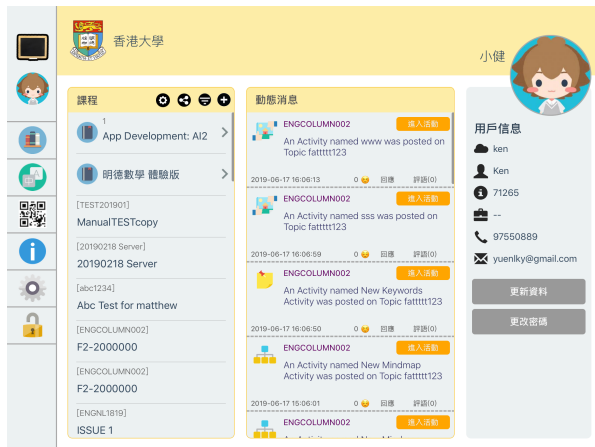 香港大學
小健
課程
1
App Development: AI2
明德數學 體驗版
[TEST201901]
ManualTESTcopy
[20190218 Server]
20190218 Server
[abc1234]
Abc Test for matthew
[ENGCOLUMN002]
F2-2000000
[ENGCOLUMN002]
F2-2000000
[ENGNL1819]
ISSUE 1
動態消息
ENGCOLUMN002
進入活動
An Activity named www was posted on
Topic fattttt123
2019-06-17 16:06:13 0 回應 評語(0)
ENGCOLUMN002
進入活動
An Activity named sss was posted on
Topic fattttt123
2019-06-17 16:06:59 0 回應 評語(0)
ENGCOLUMN002
進入活動
An Activity named New Keywords
Activity was posted on Topic fattttt123
2019-06-17 16:06:50 0 回應 評語(0)
ENGCOLUMN002
進入活動
An Activity named New Mindmap
Activity was posted on Topic fattttt123
2019-06-17 15:06:01 0 回應 評語(0)
ENGCOLUMN002
進入活動
用戶信息
ken
Ken
71265
--
97550889
yuenlky@gmail.com
更新資料
更改密碼